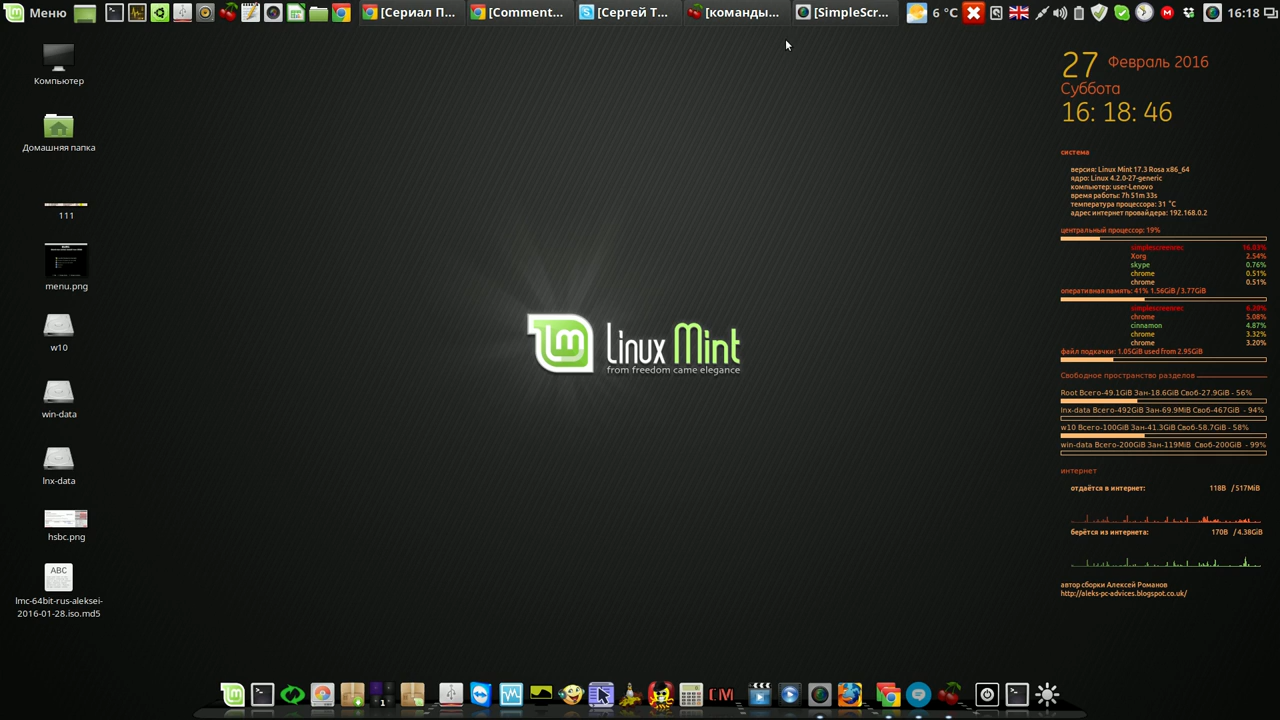 Меню
[Сериал П...
[Comment...
[Сергей Т...
[команды...
[SimpleScr...
6 °C
16:18
Компьютер
Домашняя папка
111
menu.png
w10
win-data
lnx-data
hsbc.png
ABC
lmc-64bit-rus-aleksei-
2016-01-28.iso.md5
Linux Mint
from freedom came elegance
27 Февраль 2016
Суббота
16: 18: 46
система
версия: Linux Mint 17.3 Rosa x86_64
ядро: Linux 4.2.0-27-generic
компьютер: user-Lenovo
время работы: 7h 51m 33s
температура процессора: 31 °C
адрес интернет провайдера: 192.168.0.2
центральный процессор: 19%
simplescreenrec 16.03%
Xorg 2.54%
skype 0.76%
chrome 0.51%
chrome 0.51%
оперативная память: 41% 1.56GiB / 3.77GiB
simplescreenrec 6.20%
chrome 5.08%
cinnamon 4.87%
chrome 3.32%
chrome 3.20%
файл подкачки: 1.05GiB used from 2.95GiB
Свободное пространство разделов
Root Всего-49.1GiB Зан-18.6GiB Своб-27.9GiB - 56%
lnx-data Всего-492GiB Зан-69.9MiB Своб-467GiB - 94%
w10 Всего-100GiB Зан-41.3GiB Своб-58.7GiB - 58%
win-data Всего-200GiB Зан-119MiB Своб-200GiB - 99%
интернет
отдаётся в интернет: 118B / 517MiB
берётся из интернета: 170B / 4.38GiB
автор сборки Алексей Романов
http://aleks-pc-advices.blogspot.co.uk/